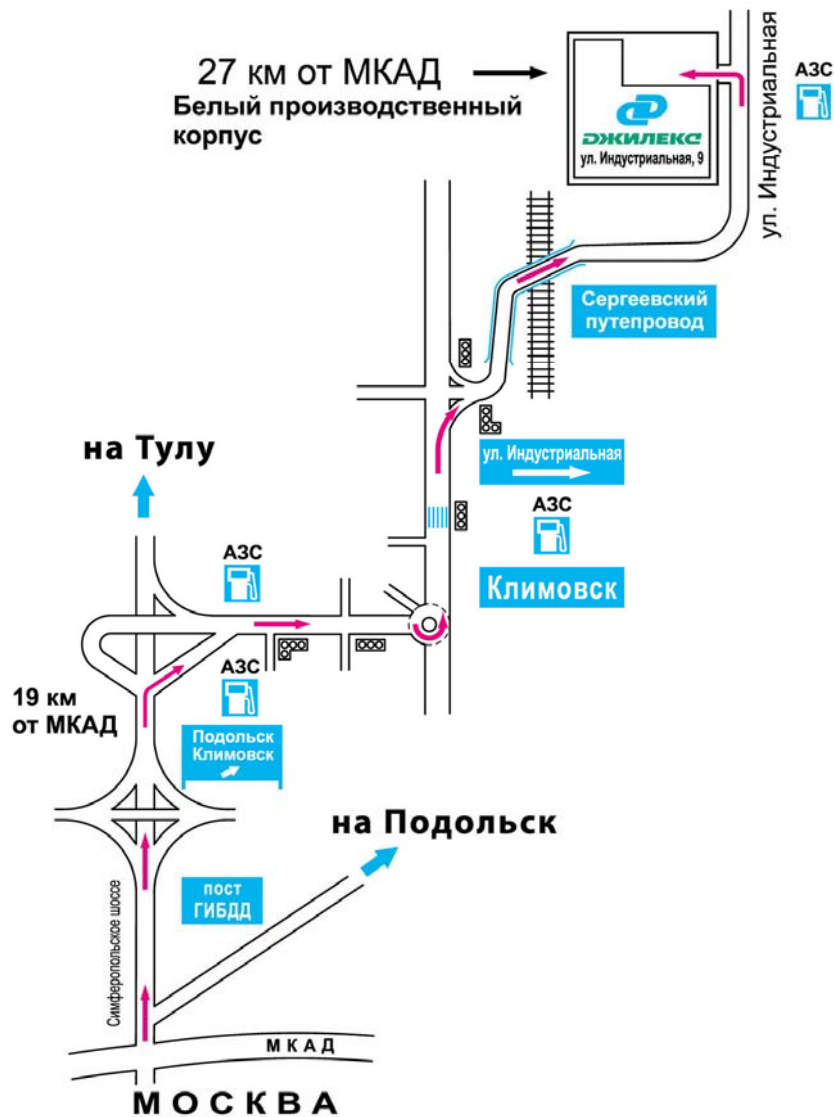 27 км от МКАД
Белый производственный
корпус
ДЖИЛЕКС
ул. Индустриальная, 9
ул. Индустриальная
АЗС
Сергеевский
путепровод
ул. Индустриальная
АЗС
Климовск
на Тулу
АЗС
АЗС
19 км
от МКАД
Подольск
Климовск
на Подольск
пост
ГИБДД
Симферопольское шоссе
МКАД
МОСКВА